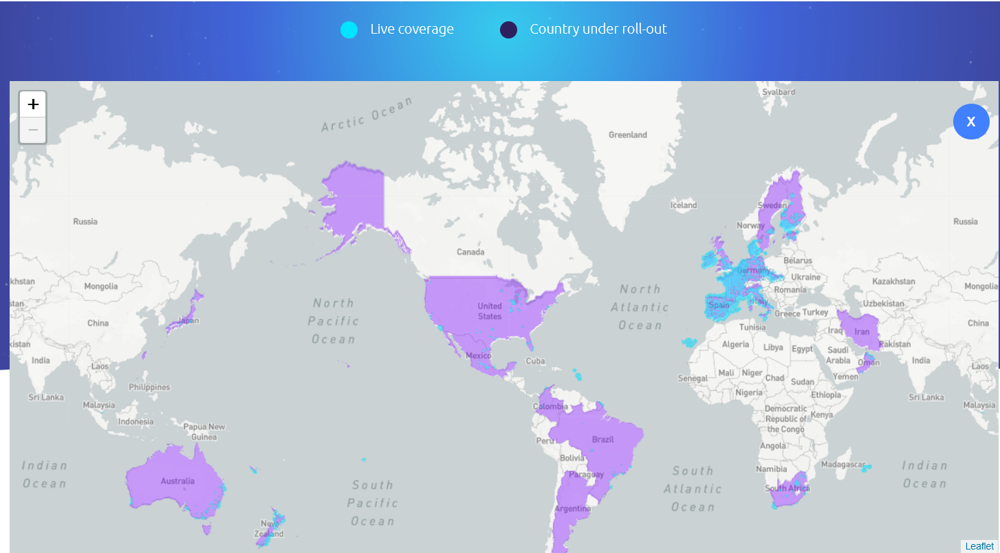 Live coverage
Country under roll-out
+
−
X
Svalbard
Arctic Ocean
Greenland
Iceland
Sweden
Norway
Russia
Russia
Canada
Belarus
Ukraine
Germany
Romania
khstan
Mongolia
Kazakhstan
Mongolia
stan
North
Pacific
Ocean
United
States
North
Atlantic
Ocean
Spain
Italy
Greece
Turkey
Uzbekistan
China
Japan
China
Tunisia
Iraq
Iran
kistan
Algeria
Libya
Egypt
Saudi
Arabia
Pakistan
India
Mexico
Cuba
Oman
India
Laos
Laos
Senegal
Mali
Niger
Chad
Sudan
Yemen
Philippines
Sri Lanka
Nigeria
Ethiopia
Sri Lanka
Malaysia
Colombia
Malaysia
Indonesia
Democratic
Republic of
the Congo
Kenya
Papua New
Guinea
Peru
Brazil
Angola
Bolivia
Indian
Ocean
Namibia
Madagascar
Indian
Ocean
Australia
Paraguay
South
Pacific
Ocean
South
Atlantic
Ocean
South Africa
Argentina
New
Zealand
Leaflet